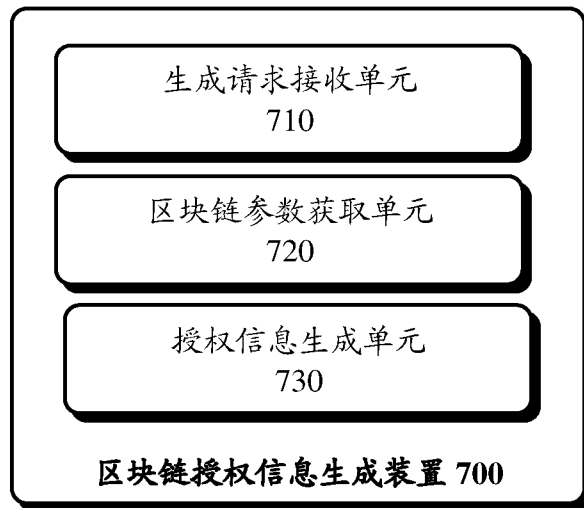 生成请求接收单元
710
区块链参数获取单元
720
授权信息生成单元
730
区块链授权信息生成装置 700